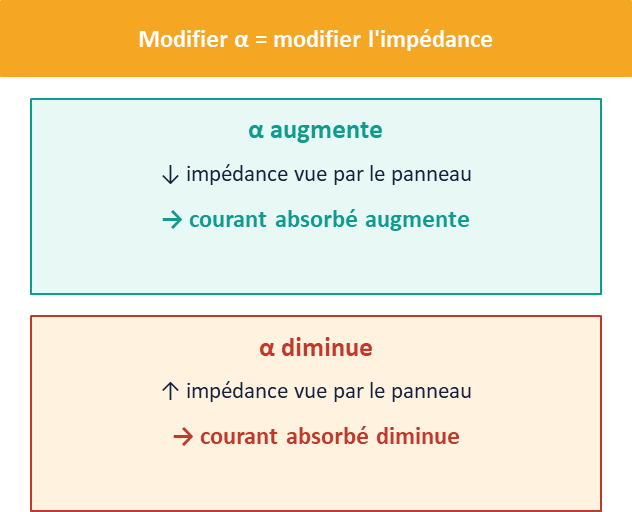 Modifier α = modifier l'impédance
α augmente
↓ impédance vue par le panneau
→ courant absorbé augmente
α diminue
↑ impédance vue par le panneau
→ courant absorbé diminue